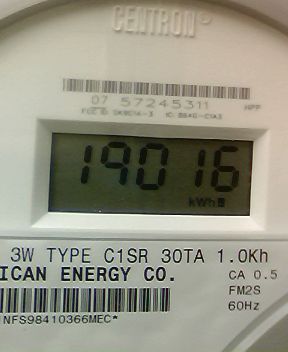 CENTRON
07 57245311
19016
kWh
3W TYPE C1SR 30TA 1.0Kh
ICAN ENERGY CO.
CA 0.5
FM2S
60Hz
NFS98410366MEC*